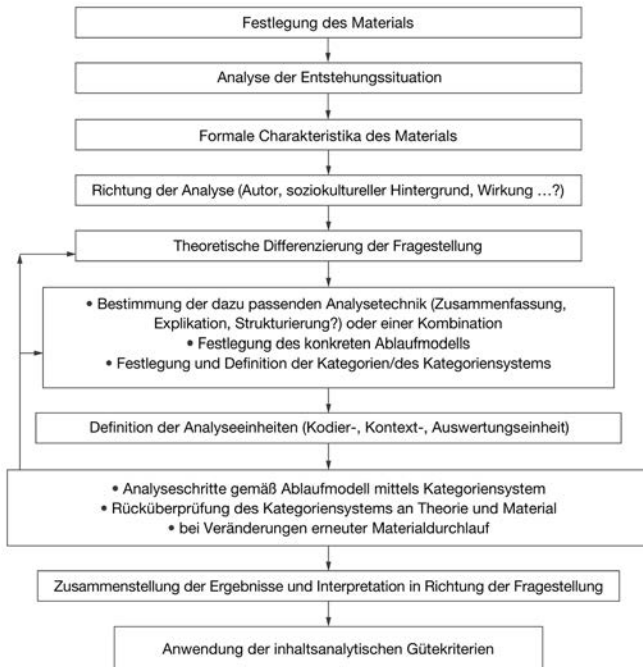 Festlegung des Materials
Analyse der Entstehungssituation
Formale Charakteristika des Materials
Richtung der Analyse (Autor, soziokultureller Hintergrund, Wirkung ...?)
Theoretische Differenzierung der Fragestellung
• Bestimmung der dazu passenden Analysetechnik (Zusammenfassung,
Explikation, Strukturierung?) oder einer Kombination
• Festlegung des konkreten Ablaufmodells
• Festlegung und Definition der Kategorien/des Kategoriensystems
Definition der Analyseeinheiten (Kodier-, Kontext-, Auswertungseinheit)
• Analyseschritte gemäß Ablaufmodell mittels Kategoriensystem
• Rücküberprüfung des Kategoriensystems an Theorie und Material
• bei Veränderungen erneuter Materialdurchlauf
Zusammenstellung der Ergebnisse und Interpretation in Richtung der Fragestellung
Anwendung der inhaltsanalytischen Gütekriterien